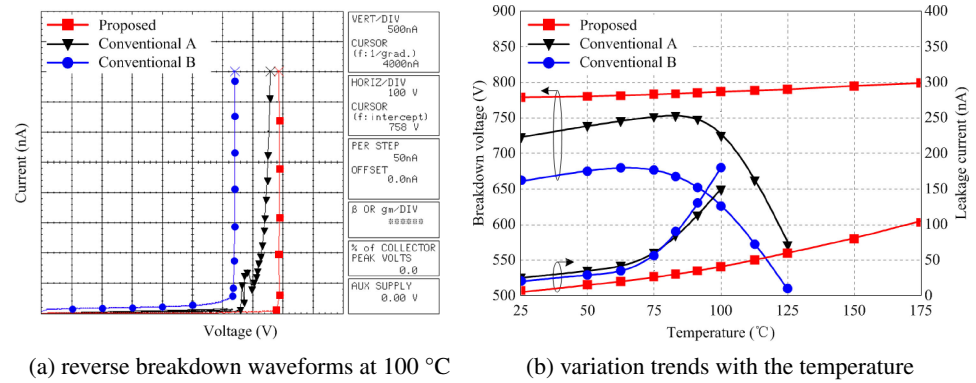 Proposed
Conventional A
Conventional B
Current (nA)
Voltage (V)
VERT/DIV
500nA
CURSOR
(f:1/grad.)
4000nA
HORIZ/DIV
100 V
CURSOR
(f:intercept)
758 V
PER STEP
50nA
OFFSET
0.0nA
β OR gm/DIV
******
% of COLLECTOR
PEAK VOLTS
0.0
AUX SUPPLY
0.00 V
(a) reverse breakdown waveforms at 100 °C
Proposed
Conventional A
Conventional B
Breakdown voltage (V)
900
850
800
750
700
650
600
550
500
400
350
300
250
200
150
100
50
0
Leakage current (nA)
25 50 75 100 125 150 175
Temperature (℃)
(b) variation trends with the temperature